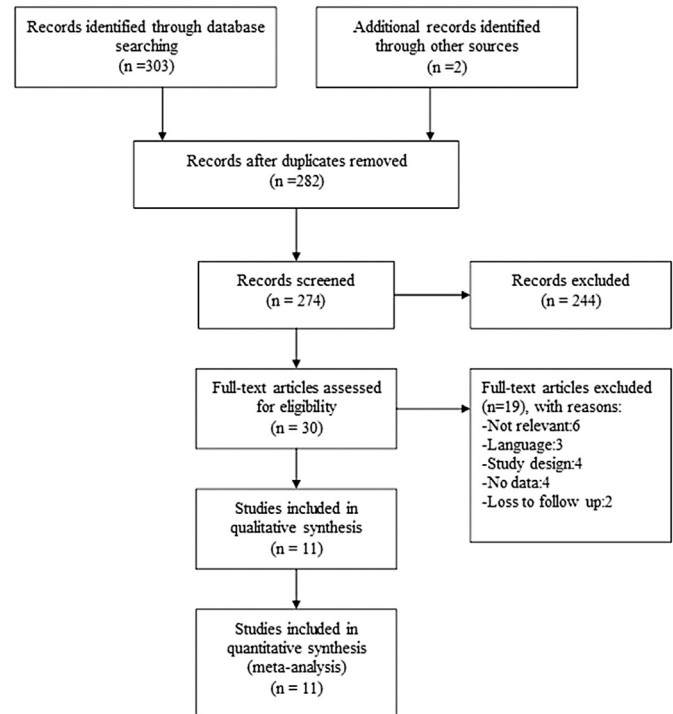 Records identified through database
searching
(n =303)
Additional records identified
through other sources
(n =2)
Records after duplicates removed
(n =282)
Records screened
(n = 274)
Records excluded
(n = 244)
Full-text articles assessed
for eligibility
(n = 30)
Full-text articles excluded
(n=19), with reasons:
-Not relevant:6
-Language:3
-Study design:4
-No data:4
-Loss to follow up:2
Studies included in
qualitative synthesis
(n = 11)
Studies included in
quantitative synthesis
(meta-analysis)
(n = 11)